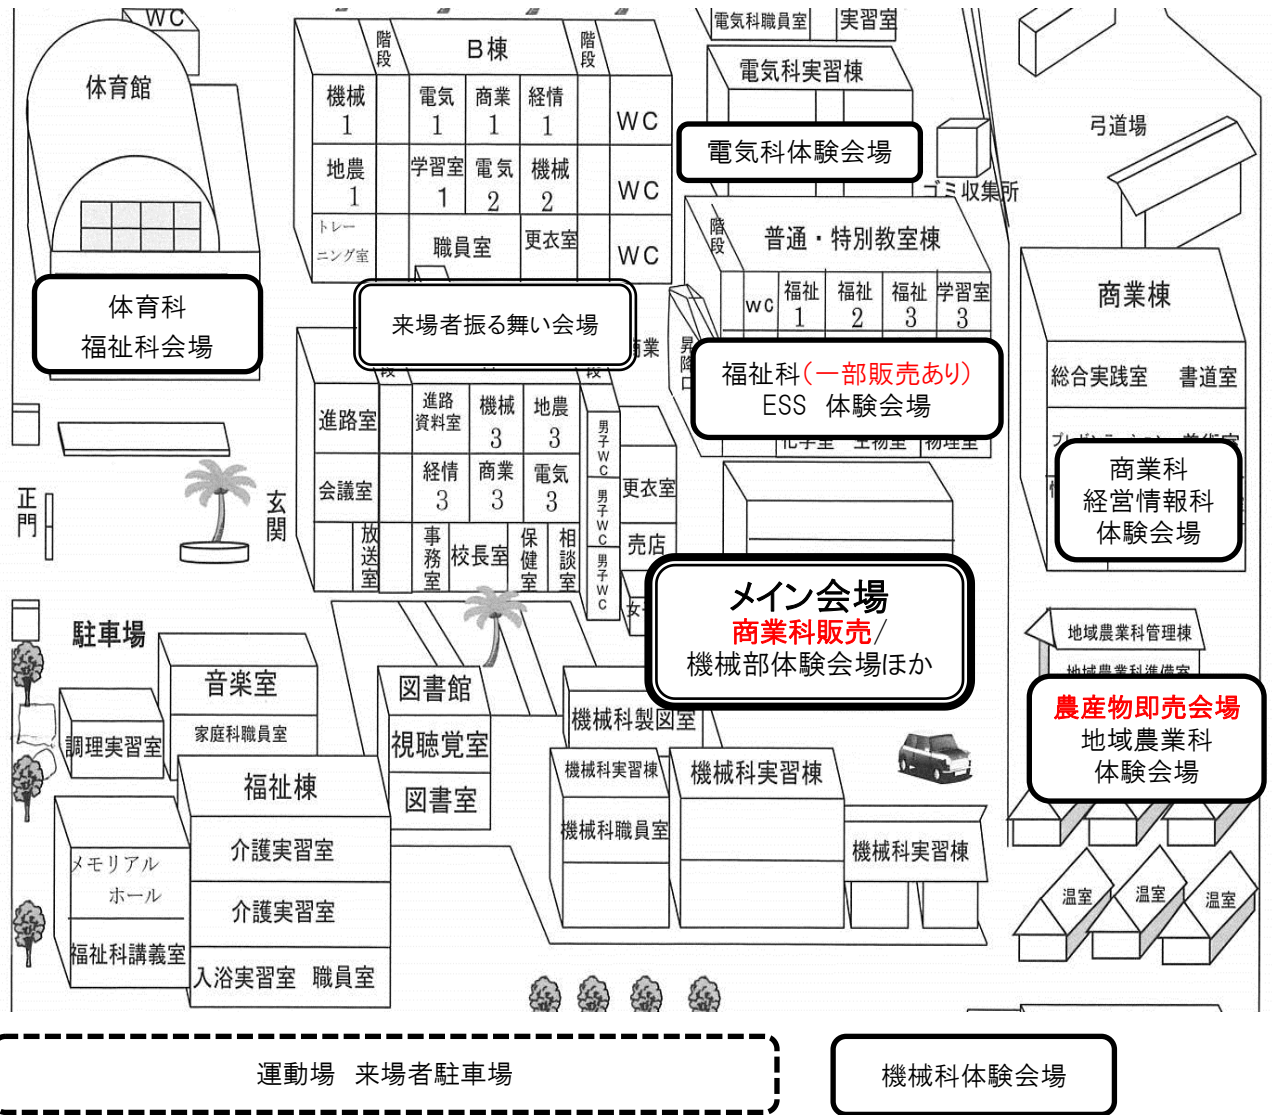 WC
体育館
体育科
福祉科会場
階段
B棟
階段
機械
1
電気
1
商業
1
経情
1
WC
地農
1
学習室
1
電気
2
機械
2
WC
トレーニング室
職員室
更衣室
WC
来場者振る舞い会場
電気科職員室
実習室
電気科実習棟
電気科体験会場
ゴミ収集所
弓道場
階段
普通・特別教室棟
WC
福祉
1
福祉
2
福祉
3
学習室
3
昇降口
福祉科(一部販売あり)
ESS 体験会場
化学室
生物室
物理室
商業棟
総合実践室
書道室
商業科
経営情報科
体験会場
進路室
進路
資料室
機械
3
地農
3
男子WC
会議室
経情
3
商業
3
電気
3
男子WC
更衣室
放送室
事務室
校長室
保健室
相談室
男子WC
売店
正門
玄関
メイン会場
商業科販売/
機械部体験会場ほか
駐車場
音楽室
家庭科職員室
調理実習室
図書館
視聴覚室
図書室
機械科製図室
機械科実習棟
機械科職員室
機械科実習棟
機械科実習棟
地域農業科管理棟
地域農業科準備室
農産物即売会場
地域農業科
体験会場
福祉棟
介護実習室
介護実習室
入浴実習室 職員室
メモリアル
ホール
福祉科講義室
温室
温室
温室
運動場 来場者駐車場
機械科体験会場